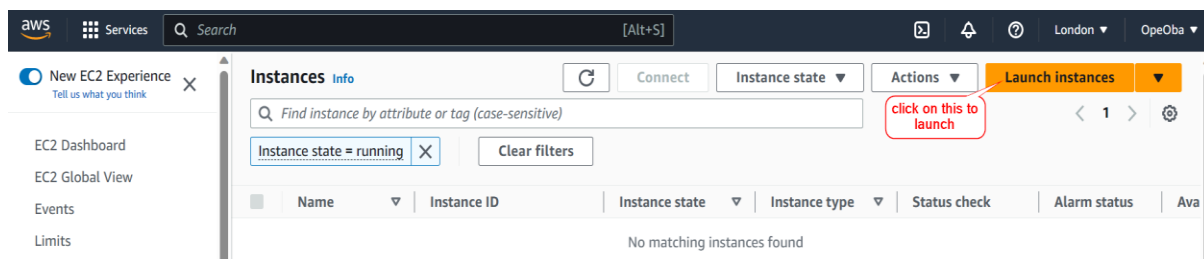 aws Services Search [Alt+S] London ▼ OpeOba ▼
New EC2 Experience
Tell us what you think
Instances Info Connect Instance state ▼ Actions ▼ Launch instances ▼
click on this to
launch
Find instance by attribute or tag (case-sensitive) 1
Instance state = running Clear filters
EC2 Dashboard
EC2 Global View
Events
Limits
Name Instance ID Instance state Instance type Status check Alarm status Ava
No matching instances found